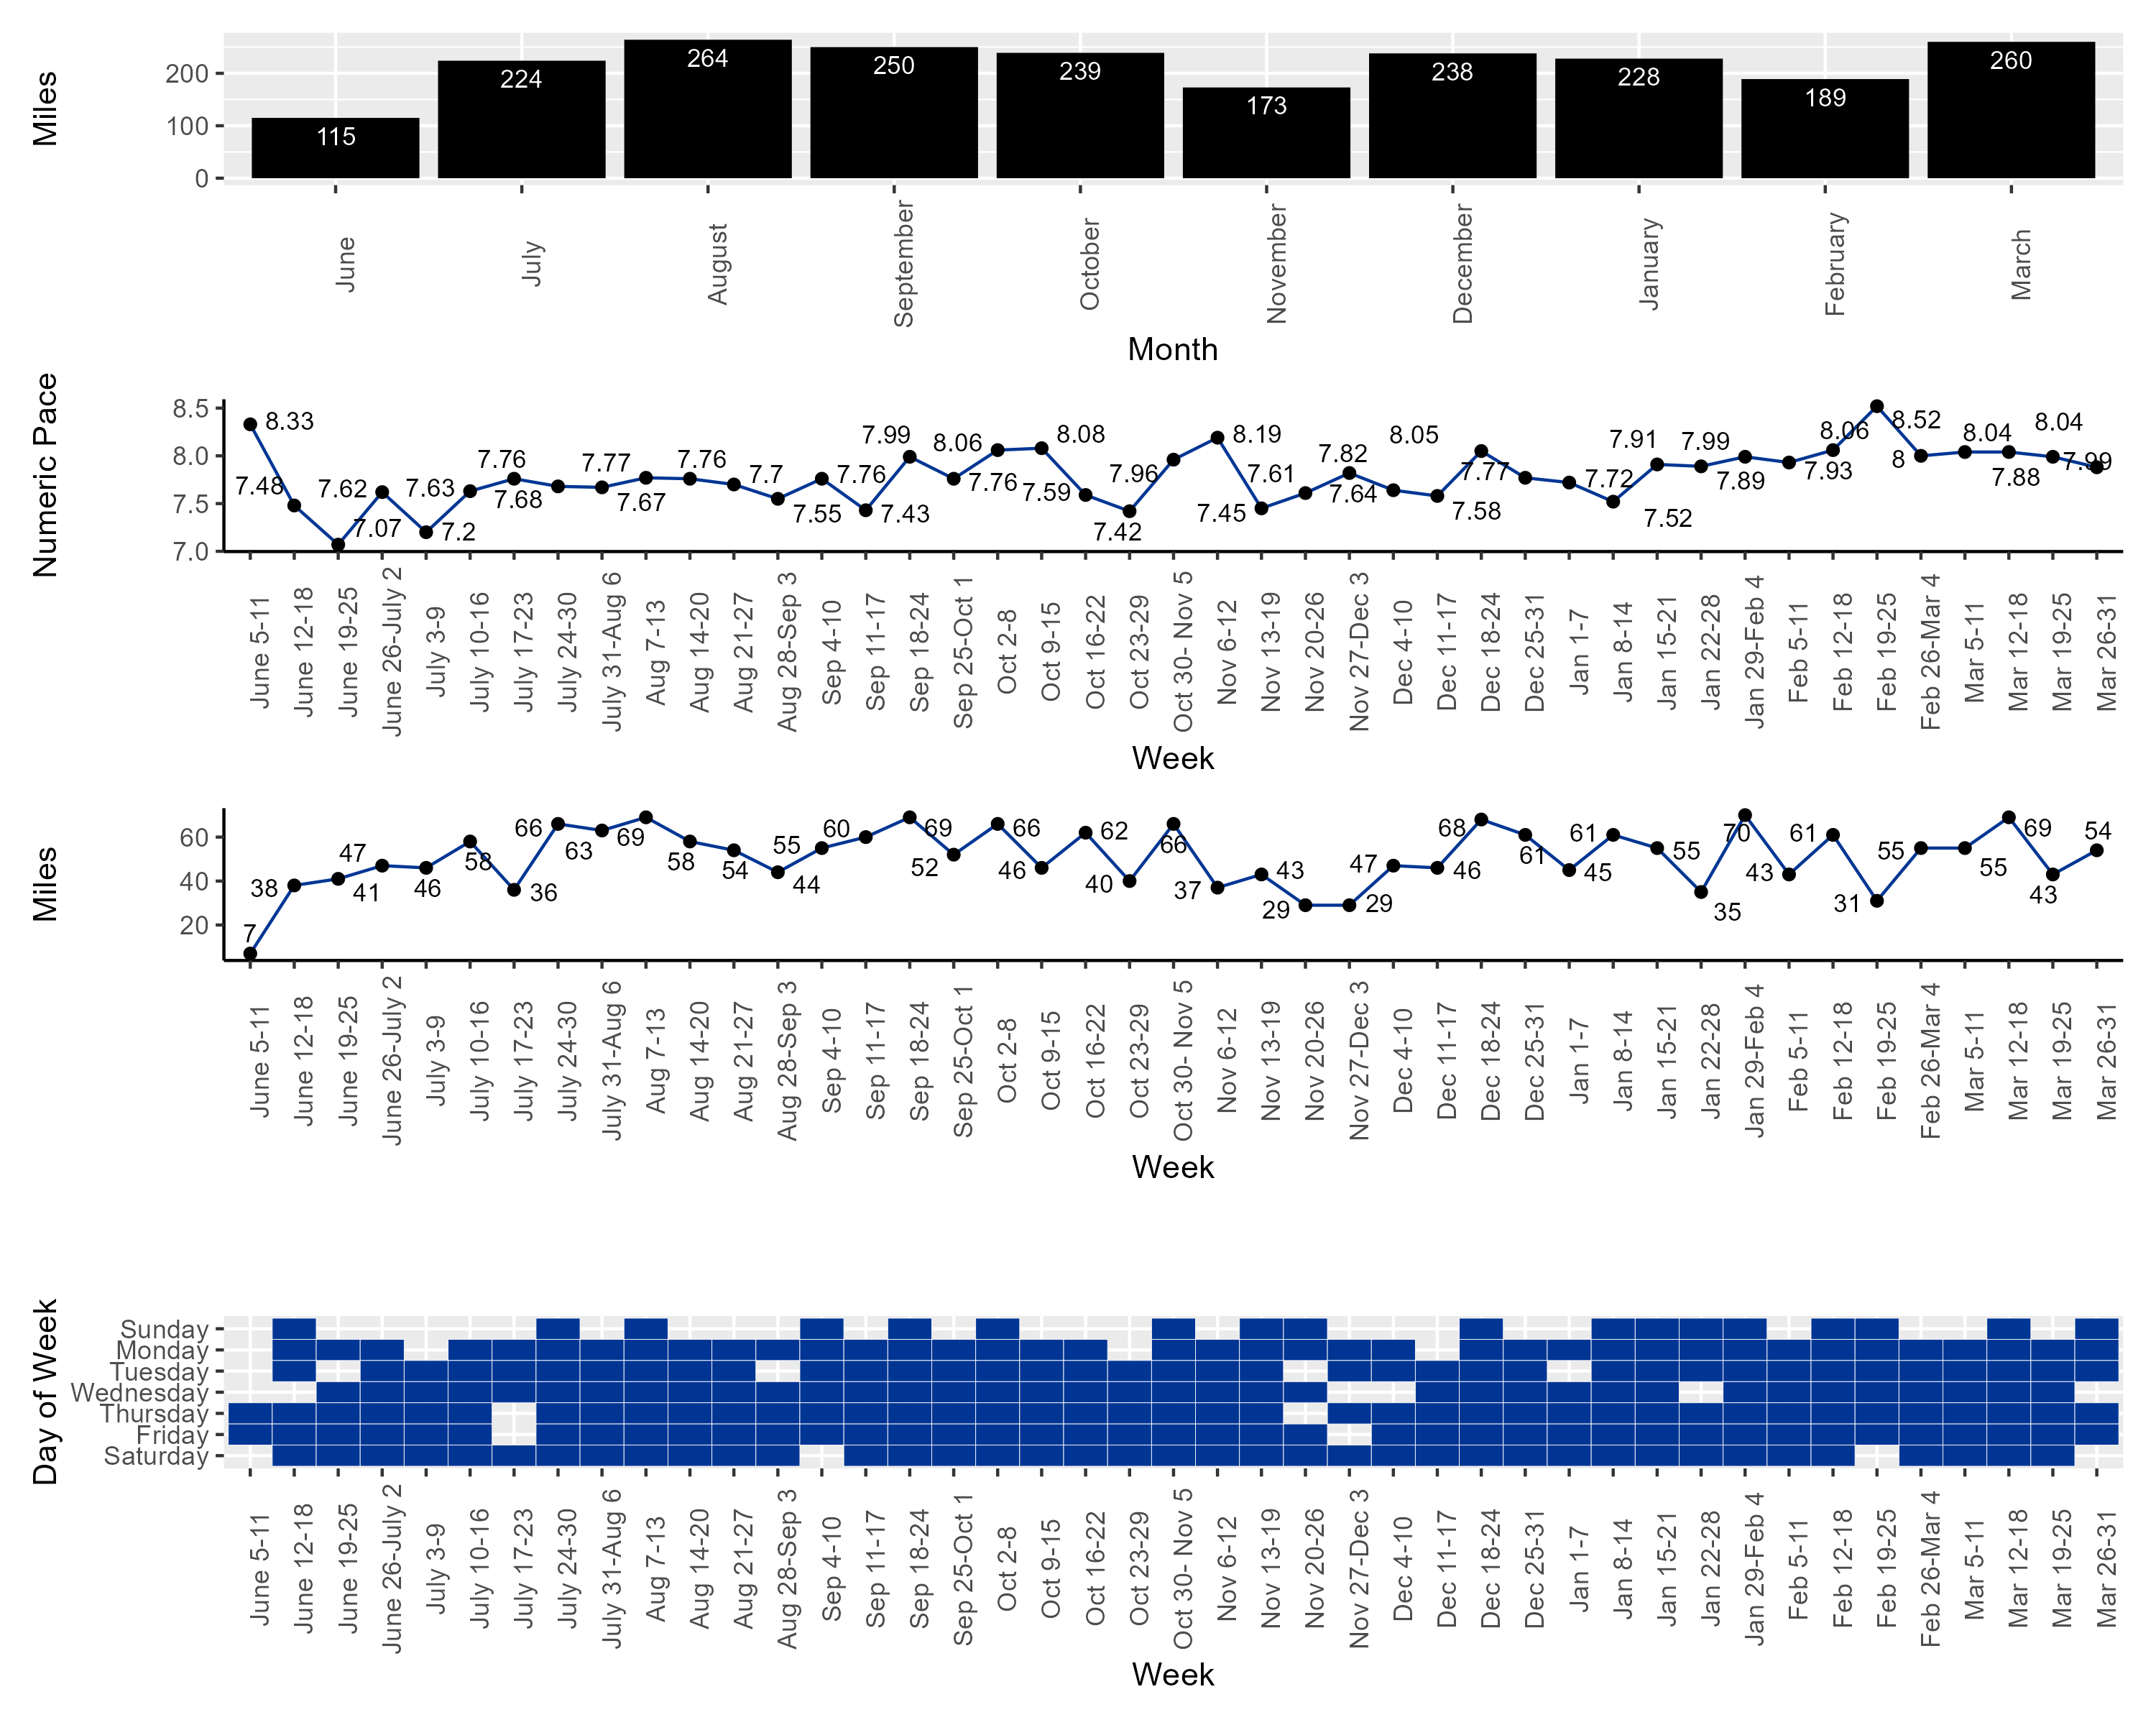 Miles
200
100
0
115
224
264
250
239
173
238
228
189
260
June
July
August
September
October
November
December
January
February
March
Month
Numeric Pace
8.5
8.0
7.5
7.0
8.33
7.48
7.07
7.62
7.2
7.63
7.76
7.68
7.67
7.77
7.76
7.7
7.55
7.76
7.43
7.99
7.76
8.06
8.08
7.59
7.42
7.96
8.19
7.45
7.61
7.82
7.64
7.58
8.05
7.77
7.72
7.52
7.91
7.89
7.99
7.93
8.06
8.52
8
8.04
8.04
7.99
7.88
June 5-11
June 12-18
June 19-25
June 26-July 2
July 3-9
July 10-16
July 17-23
July 24-30
July 31-Aug 6
Aug 7-13
Aug 14-20
Aug 21-27
Aug 28-Sep 3
Sep 4-10
Sep 11-17
Sep 18-24
Sep 25-Oct 1
Oct 2-8
Oct 9-15
Oct 16-22
Oct 23-29
Oct 30- Nov 5
Nov 6-12
Nov 13-19
Nov 20-26
Nov 27-Dec 3
Dec 4-10
Dec 11-17
Dec 18-24
Dec 25-31
Jan 1-7
Jan 8-14
Jan 15-21
Jan 22-28
Jan 29-Feb 4
Feb 5-11
Feb 12-18
Feb 19-25
Feb 26-Mar 4
Mar 5-11
Mar 12-18
Mar 19-25
Mar 26-31
Week
Miles
60
40
20
7
38
41
47
46
58
36
66
63
69
58
54
44
55
60
69
52
66
46
62
40
66
37
43
29
29
47
46
68
61
45
61
55
35
70
43
61
31
55
55
69
43
54
June 5-11
June 12-18
June 19-25
June 26-July 2
July 3-9
July 10-16
July 17-23
July 24-30
July 31-Aug 6
Aug 7-13
Aug 14-20
Aug 21-27
Aug 28-Sep 3
Sep 4-10
Sep 11-17
Sep 18-24
Sep 25-Oct 1
Oct 2-8
Oct 9-15
Oct 16-22
Oct 23-29
Oct 30- Nov 5
Nov 6-12
Nov 13-19
Nov 20-26
Nov 27-Dec 3
Dec 4-10
Dec 11-17
Dec 18-24
Dec 25-31
Jan 1-7
Jan 8-14
Jan 15-21
Jan 22-28
Jan 29-Feb 4
Feb 5-11
Feb 12-18
Feb 19-25
Feb 26-Mar 4
Mar 5-11
Mar 12-18
Mar 19-25
Mar 26-31
Week
Day of Week
Sunday
Monday
Tuesday
Wednesday
Thursday
Friday
Saturday
June 5-11
June 12-18
June 19-25
June 26-July 2
July 3-9
July 10-16
July 17-23
July 24-30
July 31-Aug 6
Aug 7-13
Aug 14-20
Aug 21-27
Aug 28-Sep 3
Sep 4-10
Sep 11-17
Sep 18-24
Sep 25-Oct 1
Oct 2-8
Oct 9-15
Oct 16-22
Oct 23-29
Oct 30- Nov 5
Nov 6-12
Nov 13-19
Nov 20-26
Nov 27-Dec 3
Dec 4-10
Dec 11-17
Dec 18-24
Dec 25-31
Jan 1-7
Jan 8-14
Jan 15-21
Jan 22-28
Jan 29-Feb 4
Feb 5-11
Feb 12-18
Feb 19-25
Feb 26-Mar 4
Mar 5-11
Mar 12-18
Mar 19-25
Mar 26-31
Week